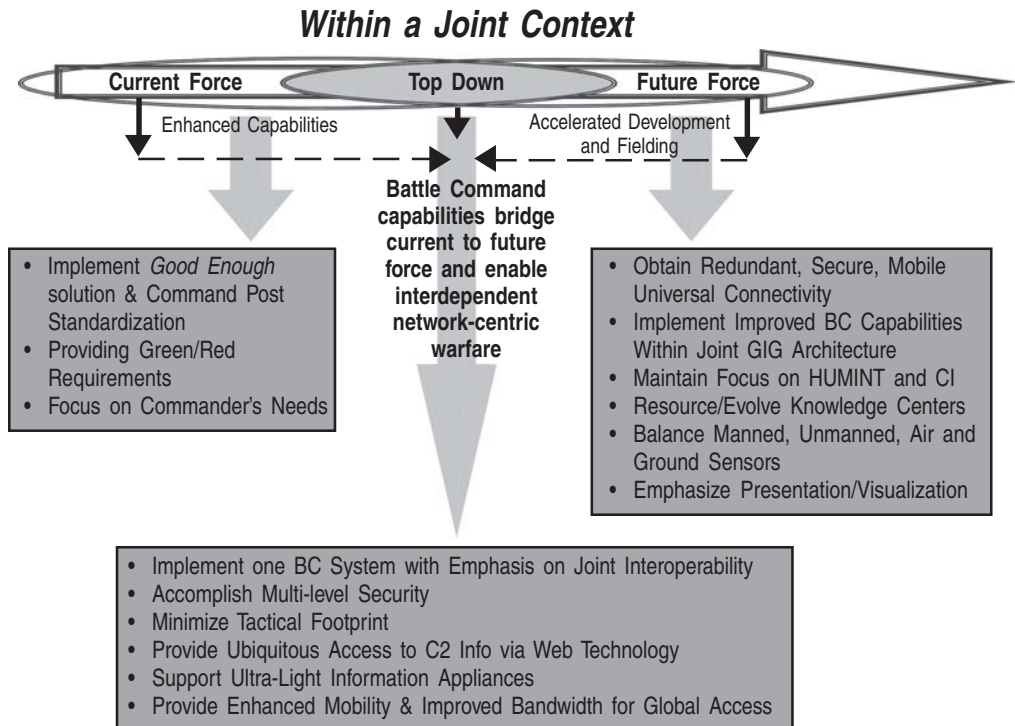 Within a Joint Context
Current Force
Top Down
Future Force
Enhanced Capabilities
Accelerated Development
and Fielding
Battle Command
capabilities bridge
current to future
force and enable
interdependent
network-centric
warfare
• Implement Good Enough
solution & Command Post
Standardization
• Providing Green/Red
Requirements
• Focus on Commander's Needs
• Obtain Redundant, Secure, Mobile
Universal Connectivity
• Implement Improved BC Capabilities
Within Joint GIG Architecture
• Maintain Focus on HUMINT and CI
• Resource/Evolve Knowledge Centers
• Balance Manned, Unmanned, Air and
Ground Sensors
• Emphasize Presentation/Visualization
• Implement one BC System with Emphasis on Joint Interoperability
• Accomplish Multi-level Security
• Minimize Tactical Footprint
• Provide Ubiquitous Access to C2 Info via Web Technology
• Support Ultra-Light Information Appliances
• Provide Enhanced Mobility & Improved Bandwidth for Global Access